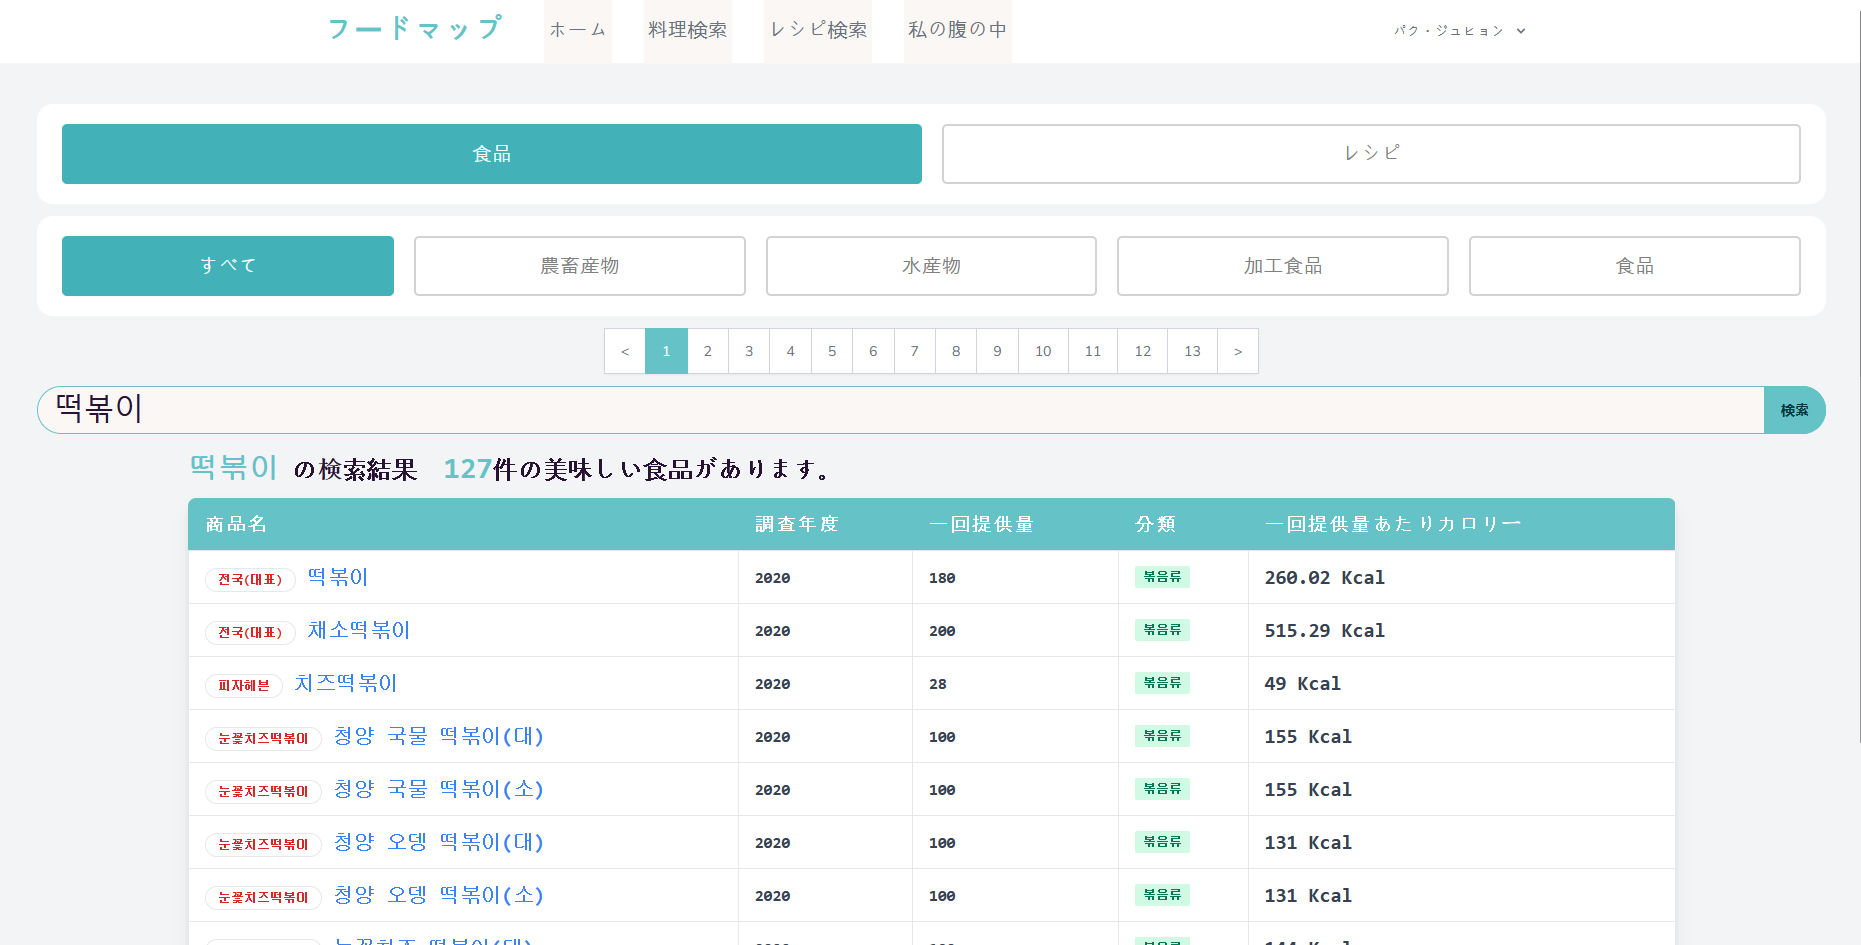 フードマップ ホーム 料理検索 レシピ検索 私の腹の中 パク・ジュヒョン
食品 レシピ
すべて 農畜産物 水産物 加工食品 食品
< 1 2 3 4 5 6 7 8 9 10 11 12 13 >
떡볶이 検索
떡볶이 の検索結果 127件の美味しい食品があります。
商品名 調査年度 一回提供量 分類 一回提供量あたりカロリー
전국(대표) 떡볶이 2020 180 볶음류 260.02 Kcal
전국(대표) 채소떡볶이 2020 200 볶음류 515.29 Kcal
피자헤븐 치즈떡볶이 2020 28 볶음류 49 Kcal
눈꽃치즈떡볶이 청양 국물 떡볶이(대) 2020 100 볶음류 155 Kcal
눈꽃치즈떡볶이 청양 국물 떡볶이(소) 2020 100 볶음류 155 Kcal
눈꽃치즈떡볶이 청양 오뎅 떡볶이(대) 2020 100 볶음류 131 Kcal
눈꽃치즈떡볶이 청양 오뎅 떡볶이(소) 2020 100 볶음류 131 Kcal